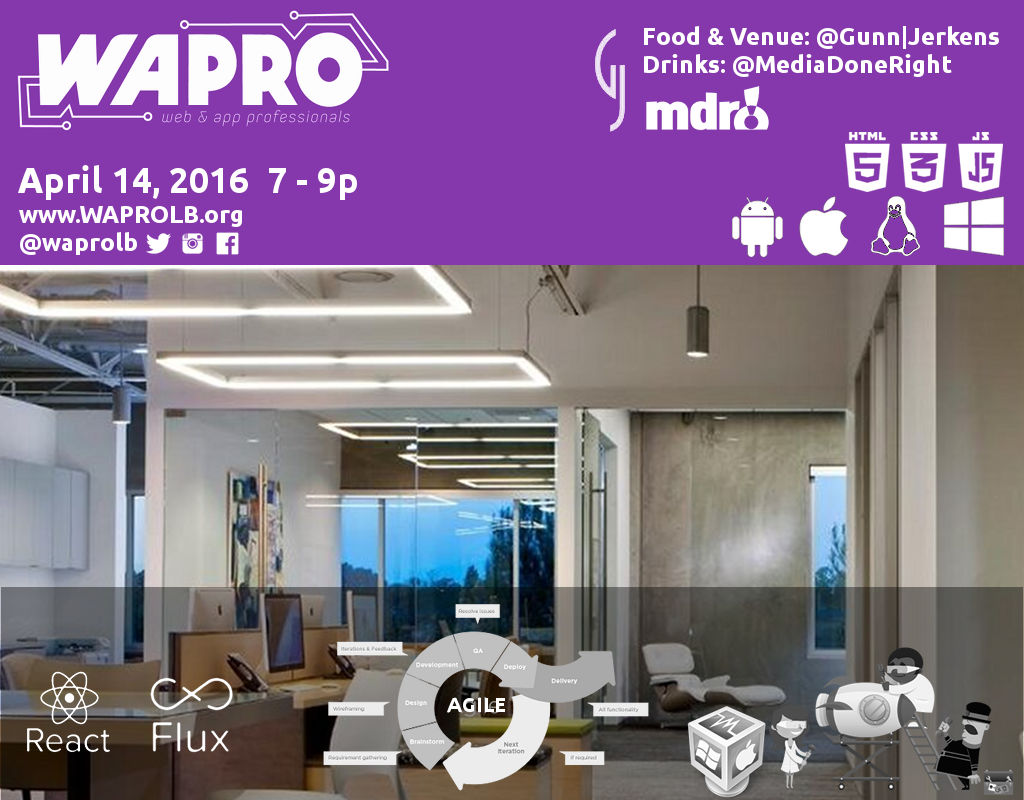 WAPRO
web & app professionals
April 14, 2016 7 - 9p
www.WAPROLB.org
@waprolb
Food & Venue: @Gunn|Jerkens
Drinks: @MediaDoneRight
gj
mdr!
HTML CSS JS
5 3 JS
Resolve Issues
Iterations & Feedback
QA
Development
Deploy
Delivery
Design
AGILE
Wireframing
All functionality
Brainstorm
Next
Iteration
Requirement gathering
If required
React
Flux